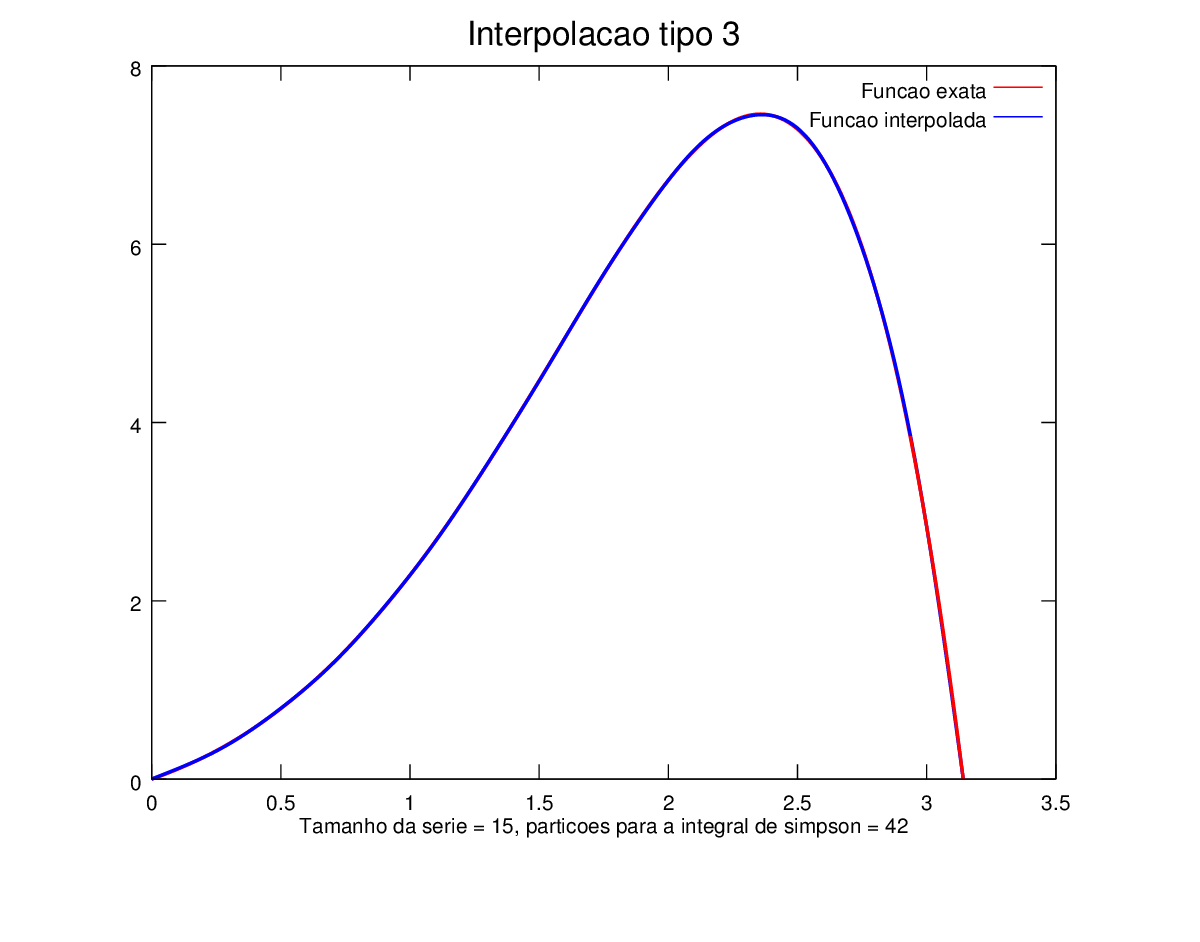 Interpolacao tipo 3
8
Funcao exata
Funcao interpolada
6
4
2
0
0 0.5 1 1.5 2 2.5 3 3.5
Tamanho da serie = 15, particoes para a integral de simpson = 42